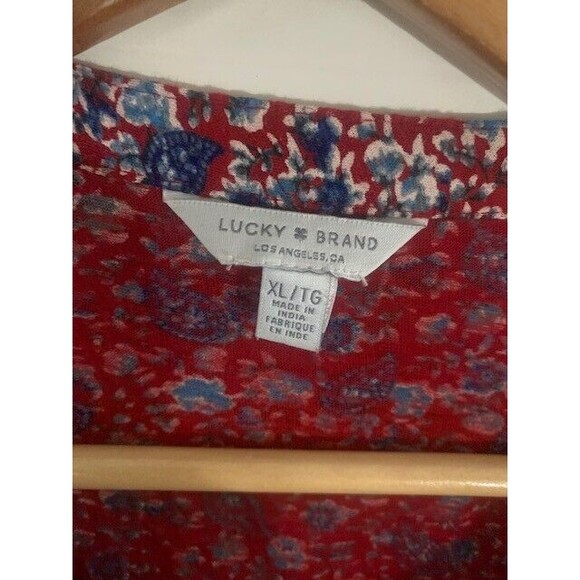 LUCKY BRAND
LOS ANGELES, CA
XL/TG
MADE IN
INDIA
FABRIQUE
EN INDE